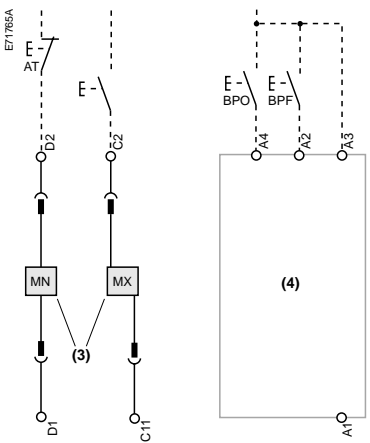 E71765A
E
AT
E
E
BPO
E
BPF
D2
C2
A4
A2
A3
MN
MX
(3)
(4)
D1
C11
A1